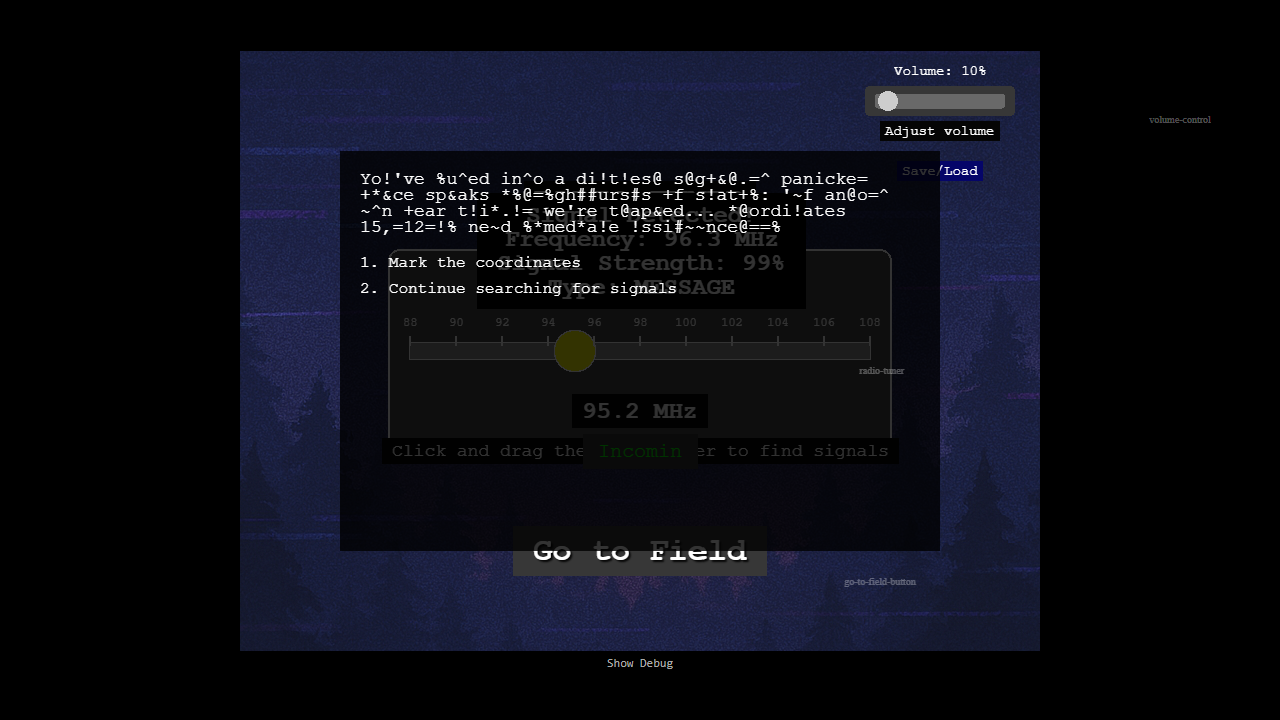 Volume: 10%
volume-control
Adjust volume
Save/Load
Yo!'ve %u^ed in^o a di!t!es@ s@g+&@.=^ panicke=
+*&ce sp&aks *%@=%gh##urs#s +f s!at+%: '~f an@o=^
~^n +ear t!i*.!= we're t@ap&ed... *@ordi!ates
15,=12=!% ne~d %*med*a!e !ssi#~~nce@==%
Signal Detected
Frequency: 96.3 MHz
Signal Strength: 99%
Type: MESSAGE
1. Mark the coordinates
2. Continue searching for signals
88 90 92 94 96 98 100 102 104 106 108
radio-tuner
95.2 MHz
Click and drag the er to find signals
Incomin
Go to Field
go-to-field-button
Show Debug